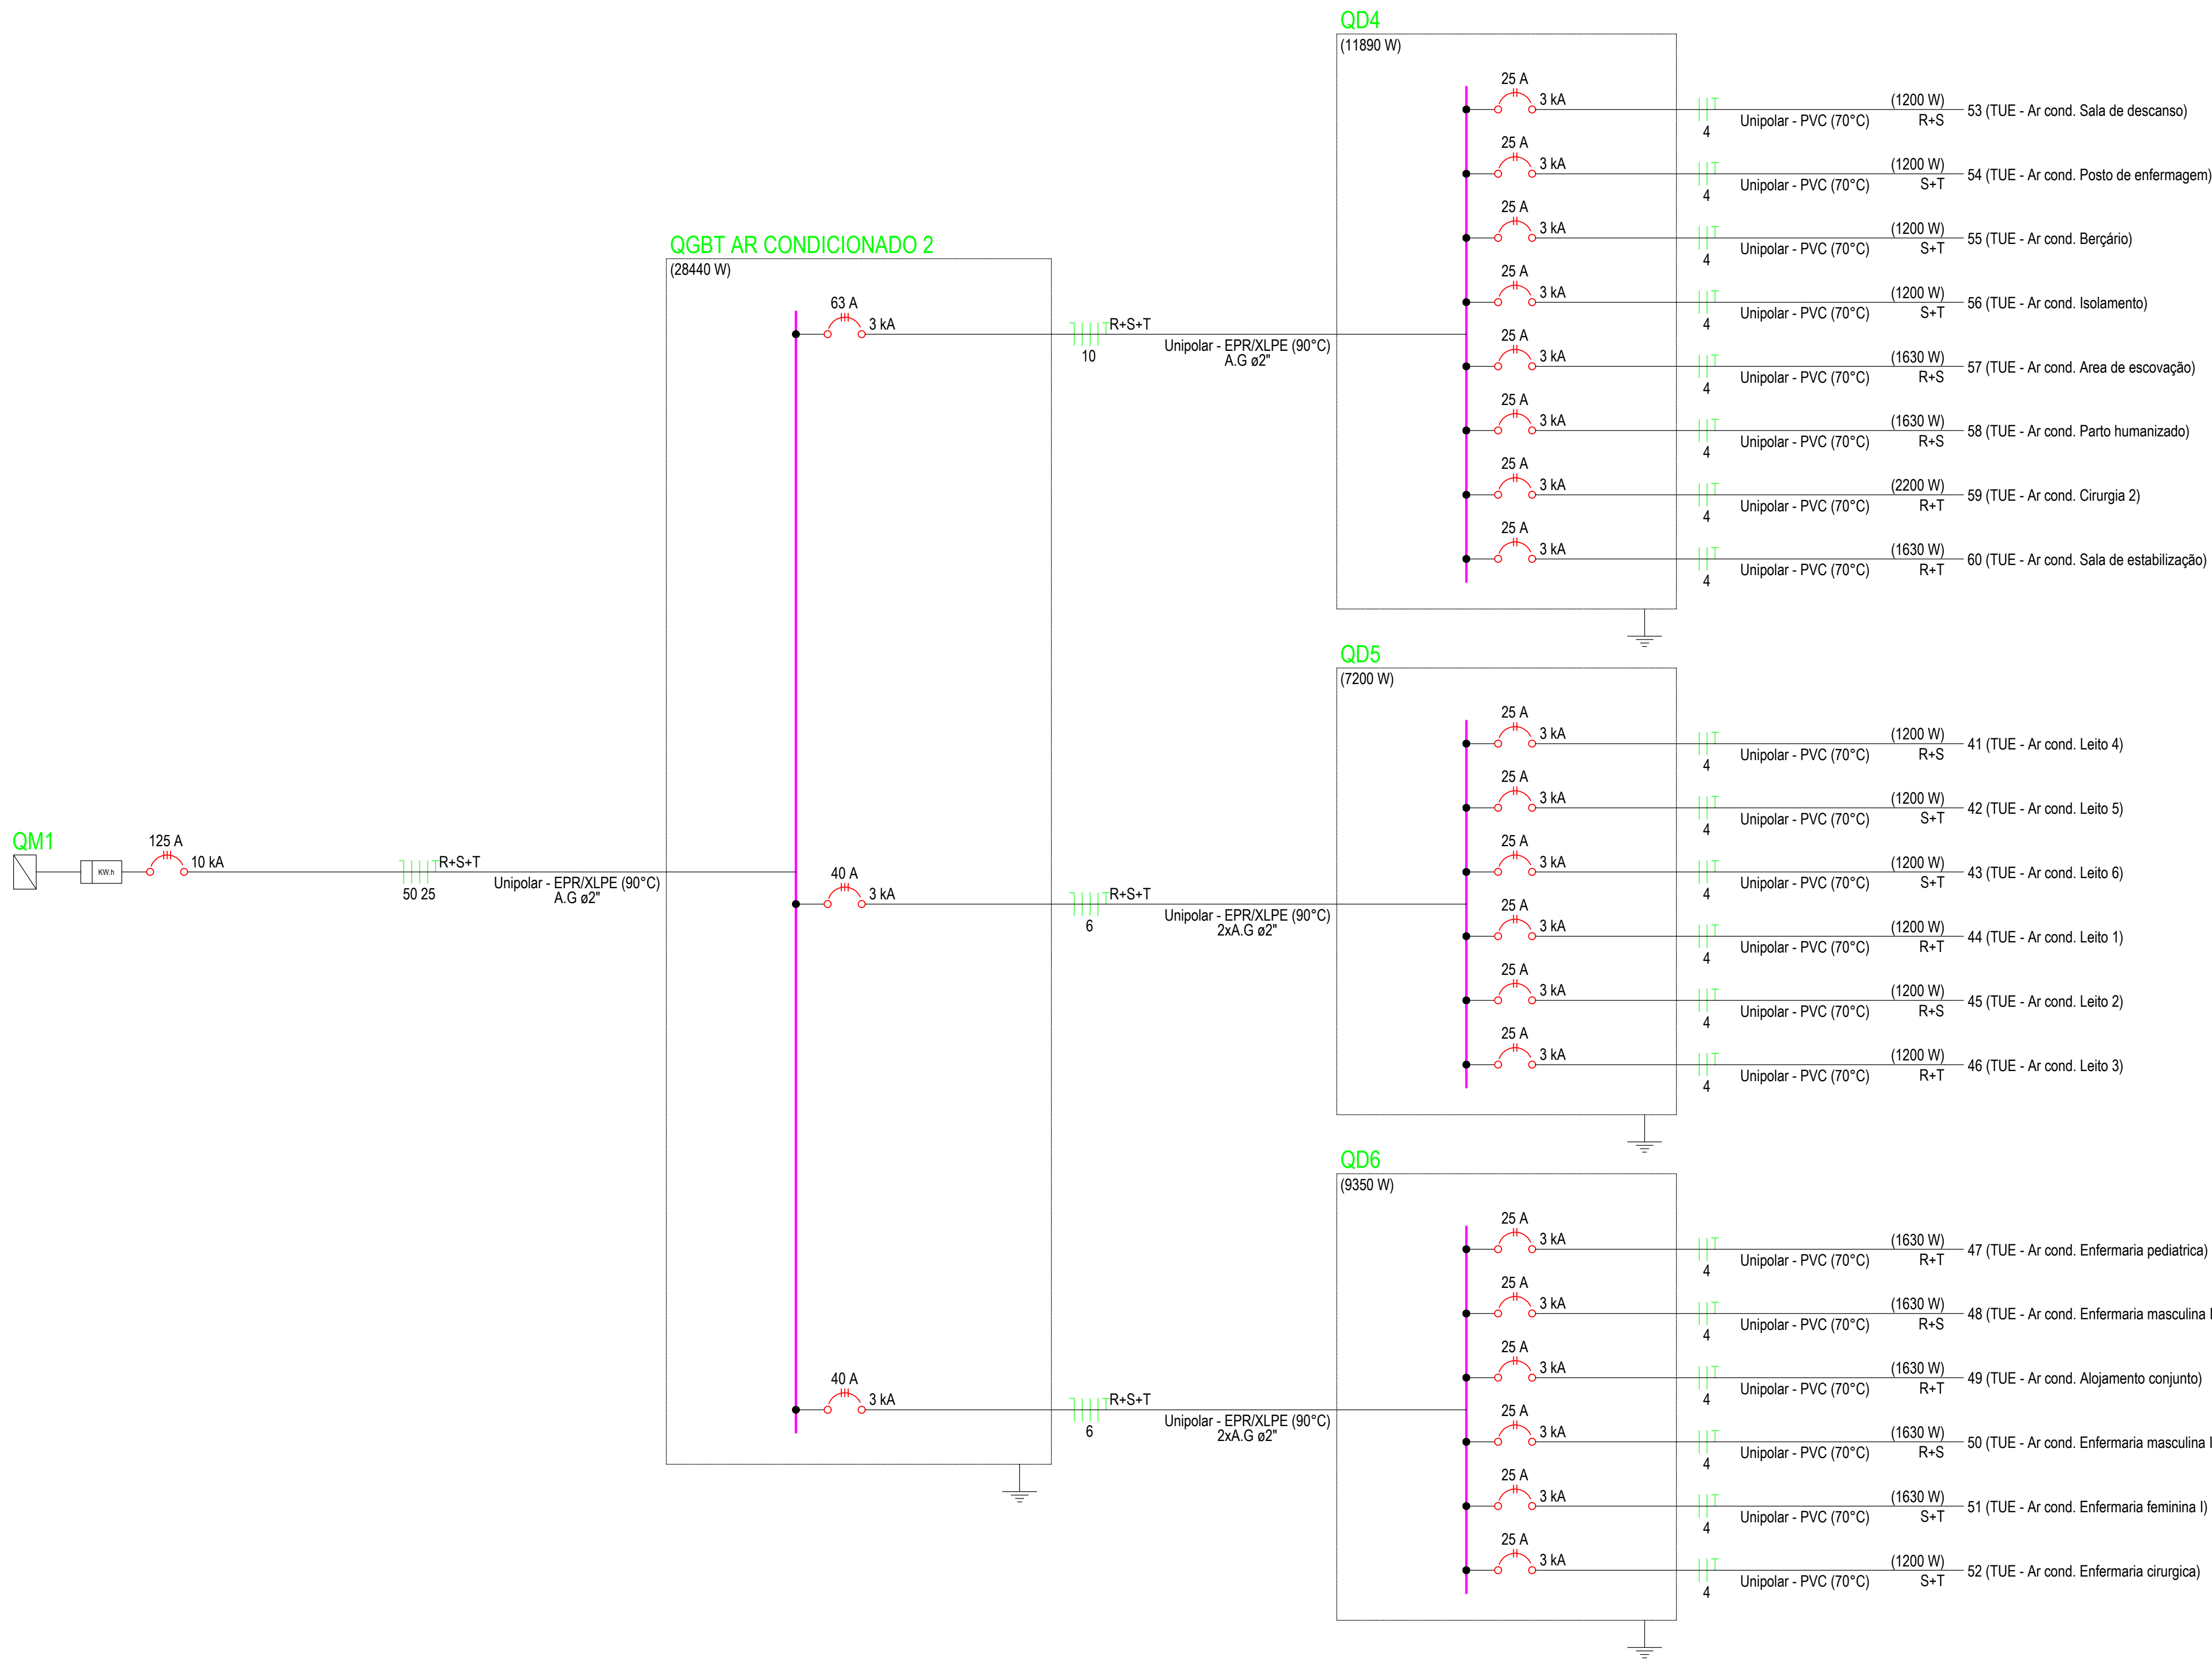 QD4
(11890 W)
25 A
3 kA
4
Unipolar - PVC (70°C)
(1200 W)
R+S
53 (TUE - Ar cond. Sala de descanso)
25 A
3 kA
4
Unipolar - PVC (70°C)
(1200 W)
S+T
54 (TUE - Ar cond. Posto de enfermagem)
25 A
3 kA
4
Unipolar - PVC (70°C)
(1200 W)
S+T
55 (TUE - Ar cond. Berçário)
25 A
3 kA
4
Unipolar - PVC (70°C)
(1200 W)
S+T
56 (TUE - Ar cond. Isolamento)
25 A
3 kA
4
Unipolar - PVC (70°C)
(1630 W)
R+S
57 (TUE - Ar cond. Area de escovação)
25 A
3 kA
4
Unipolar - PVC (70°C)
(1630 W)
R+S
58 (TUE - Ar cond. Parto humanizado)
25 A
3 kA
4
Unipolar - PVC (70°C)
(2200 W)
R+T
59 (TUE - Ar cond. Cirurgia 2)
25 A
3 kA
4
Unipolar - PVC (70°C)
(1630 W)
R+T
60 (TUE - Ar cond. Sala de estabilização)
QGBT AR CONDICIONADO 2
(28440 W)
63 A
3 kA
R+S+T
10
Unipolar - EPR/XLPE (90°C)
A.G ø2"
QM1
KW.h
125 A
10 kA
R+S+T
50 25
Unipolar - EPR/XLPE (90°C)
A.G ø2"
40 A
3 kA
R+S+T
6
Unipolar - EPR/XLPE (90°C)
2xA.G ø2"
40 A
3 kA
R+S+T
6
Unipolar - EPR/XLPE (90°C)
2xA.G ø2"
QD5
(7200 W)
25 A
3 kA
4
Unipolar - PVC (70°C)
(1200 W)
R+S
41 (TUE - Ar cond. Leito 4)
25 A
3 kA
4
Unipolar - PVC (70°C)
(1200 W)
S+T
42 (TUE - Ar cond. Leito 5)
25 A
3 kA
4
Unipolar - PVC (70°C)
(1200 W)
S+T
43 (TUE - Ar cond. Leito 6)
25 A
3 kA
4
Unipolar - PVC (70°C)
(1200 W)
R+T
44 (TUE - Ar cond. Leito 1)
25 A
3 kA
4
Unipolar - PVC (70°C)
(1200 W)
R+S
45 (TUE - Ar cond. Leito 2)
25 A
3 kA
4
Unipolar - PVC (70°C)
(1200 W)
R+T
46 (TUE - Ar cond. Leito 3)
QD6
(9350 W)
25 A
3 kA
4
Unipolar - PVC (70°C)
(1630 W)
R+T
47 (TUE - Ar cond. Enfermaria pediatrica)
25 A
3 kA
4
Unipolar - PVC (70°C)
(1630 W)
R+S
48 (TUE - Ar cond. Enfermaria masculina
25 A
3 kA
4
Unipolar - PVC (70°C)
(1630 W)
R+T
49 (TUE - Ar cond. Alojamento conjunto)
25 A
3 kA
4
Unipolar - PVC (70°C)
(1630 W)
R+S
50 (TUE - Ar cond. Enfermaria masculina
25 A
3 kA
4
Unipolar - PVC (70°C)
(1630 W)
S+T
51 (TUE - Ar cond. Enfermaria feminina I)
25 A
3 kA
4
Unipolar - PVC (70°C)
(1200 W)
S+T
52 (TUE - Ar cond. Enfermaria cirurgica)